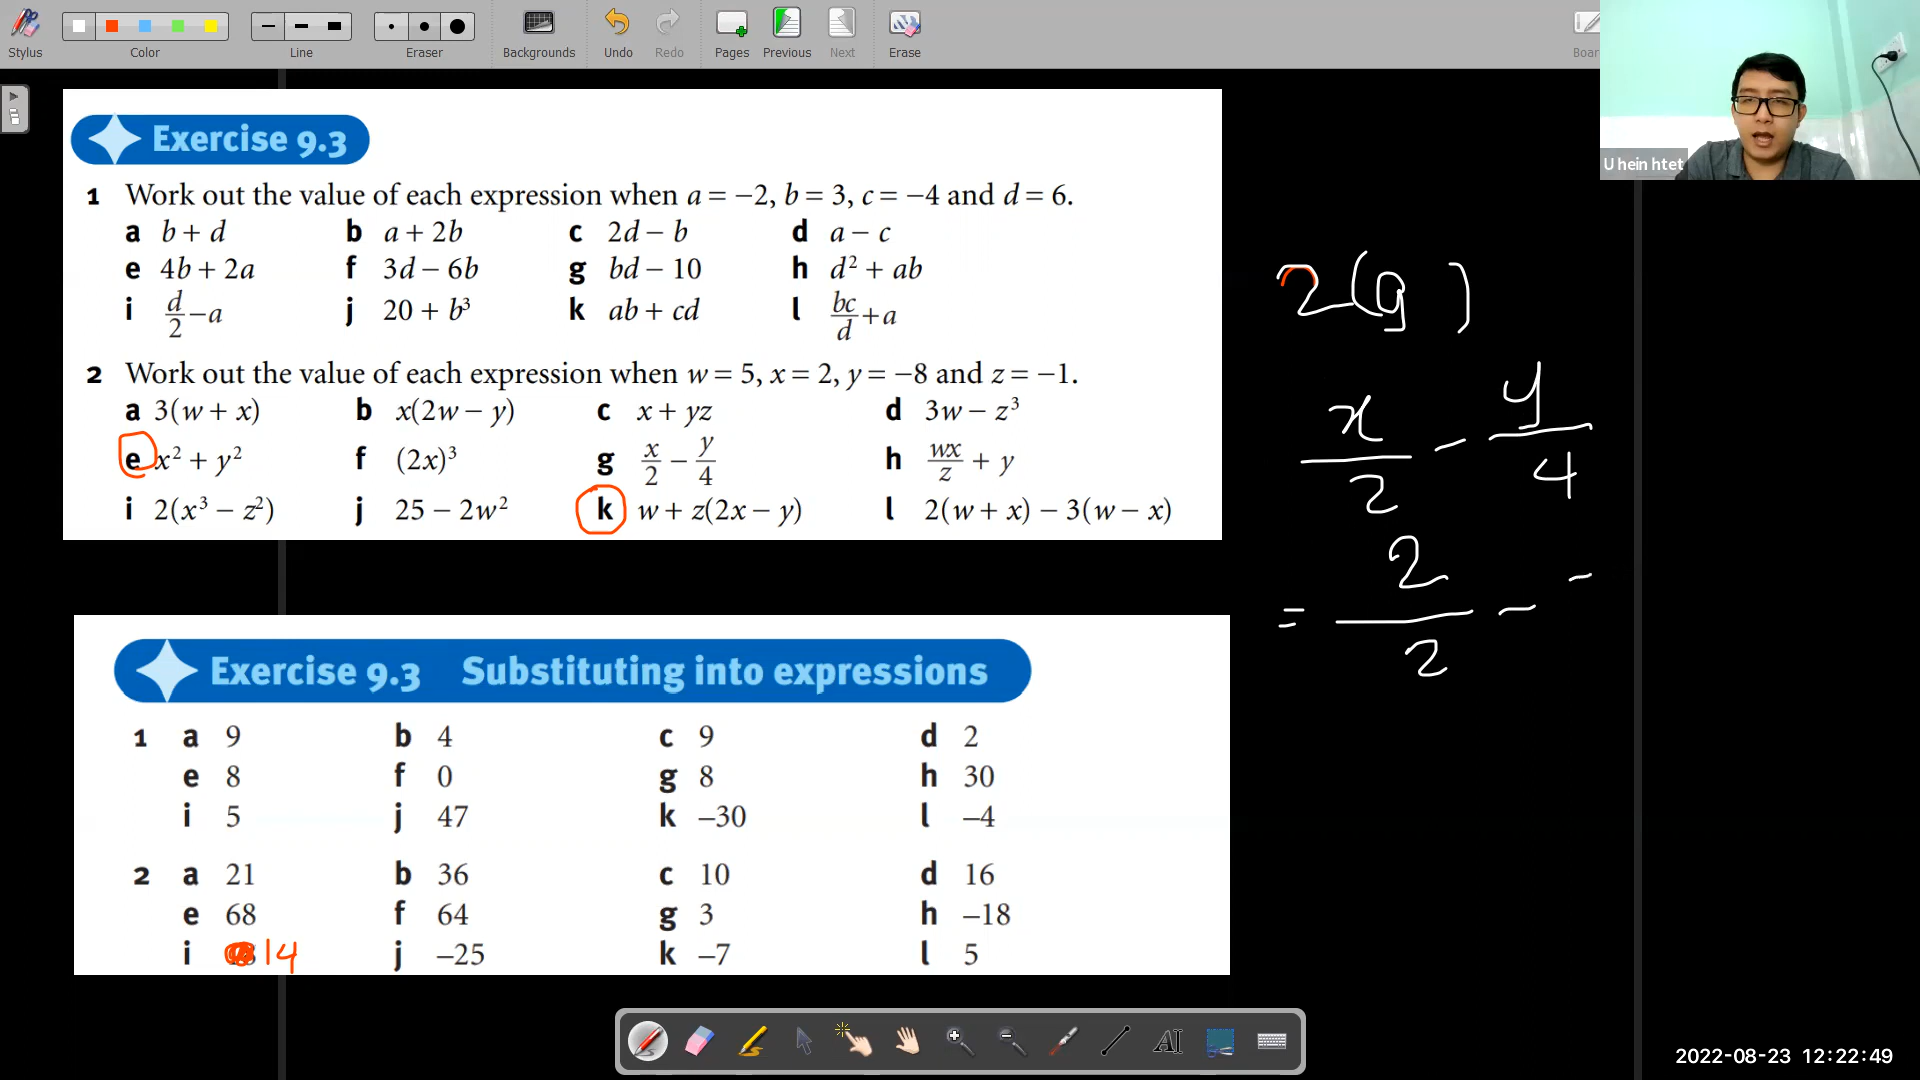 Stylus Color Line Eraser Backgrounds Undo Redo Pages Previous Next Erase Boar
U hein htet
Exercise 9.3
1 Work out the value of each expression when a = −2, b = 3, c = −4 and d = 6.
a b + d b a + 2b c 2d − b d a − c
e 4b + 2a f 3d − 6b g bd − 10 h d² + ab
i d/2 − a j 20 + b³ k ab + cd l bc/d + a
2 Work out the value of each expression when w = 5, x = 2, y = −8 and z = −1.
a 3(w + x) b x(2w − y) c x + yz d 3w − z³
e x² + y² f (2x)³ g x/2 − y/4 h wx/z + y
i 2(x³ − z²) j 25 − 2w² k w + z(2x − y) l 2(w + x) − 3(w − x)
2(g )
x/2 − y/4
= 2/2 − −
Exercise 9.3 Substituting into expressions
1 a 9 b 4 c 9 d 2
e 8 f 0 g 8 h 30
i 5 j 47 k –30 l –4
2 a 21 b 36 c 10 d 16
e 68 f 64 g 3 h –18
i 14 j –25 k –7 l 5
2022-08-23 12:22:49